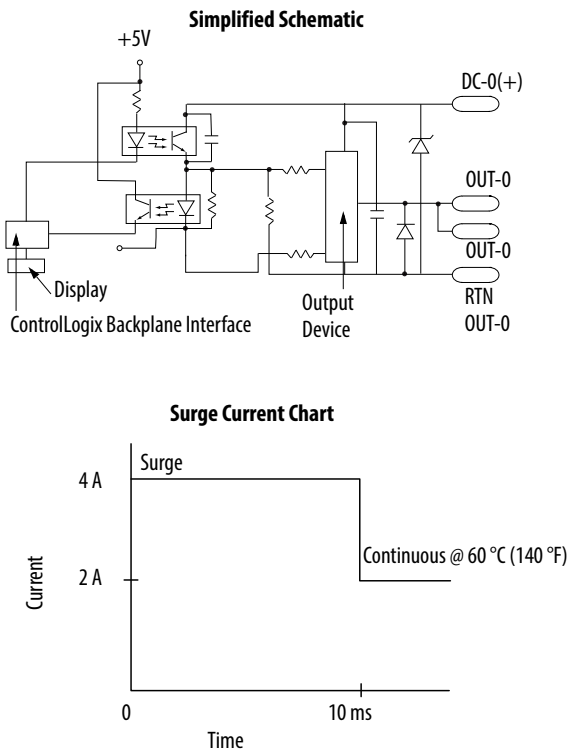 Simplified Schematic
+5V
DC-0(+)
OUT-0
OUT-0
Display
RTN
OUT-0
ControlLogix Backplane Interface
Output
Device
Surge Current Chart
4 A
Surge
Continuous @ 60 °C (140 °F)
2 A
Current
0
10 ms
Time